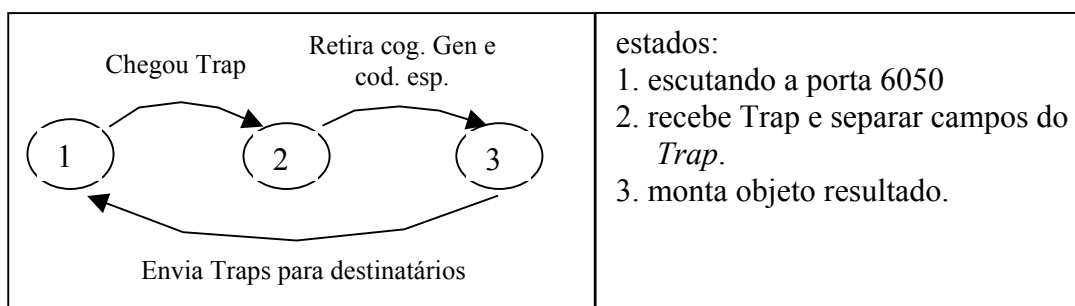 Chegou Trap
Retira cog. Gen e
cod. esp.
1
2
3
Envia Traps para destinatários
estados:
1. escutando a porta 6050
2. recebe Trap e separar campos do
Trap.
3. monta objeto resultado.